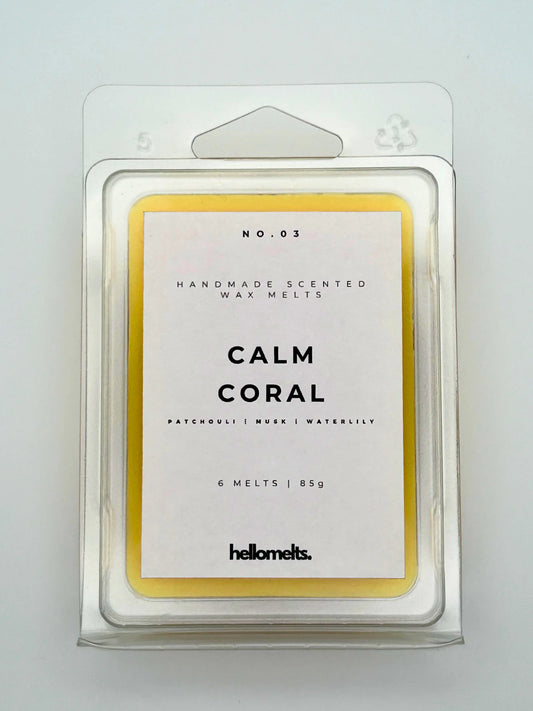 NO.03
HANDMADE SCENTED
WAX MELTS
CALM
CORAL
PATCHOULI | MUSK | WATERLILY
6 MELTS | 85g
hellomelts.